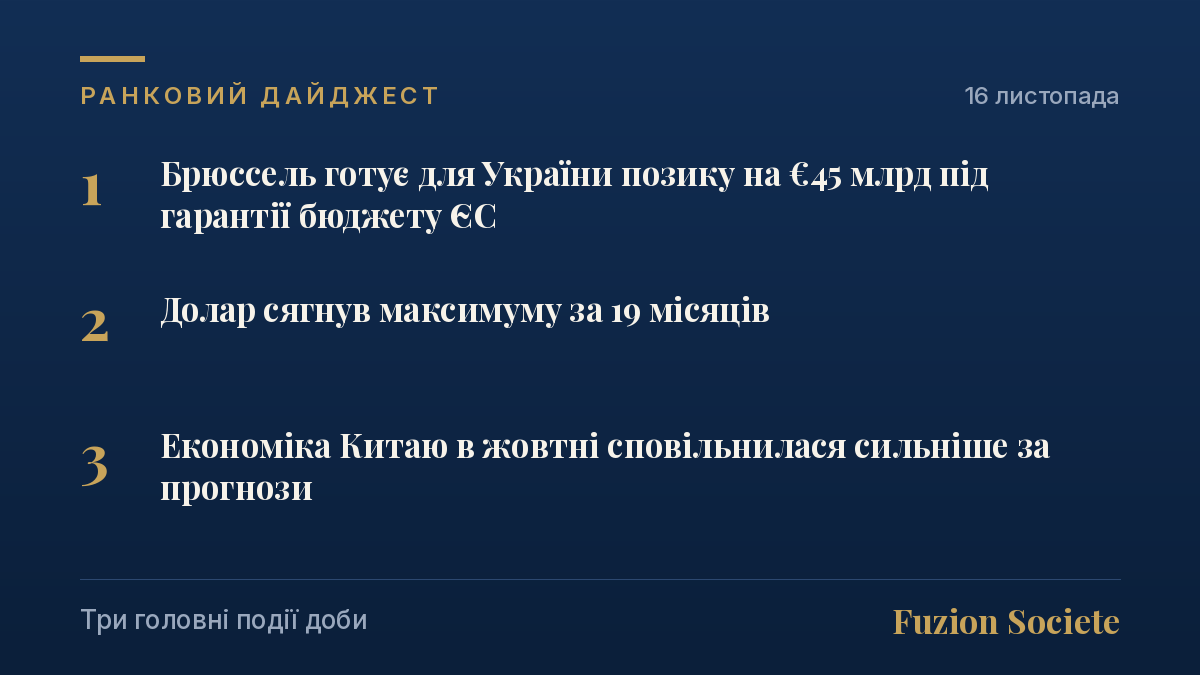 РАНКОВИЙ ДАЙДЖЕСТ
16 листопада
1
Брюссель готує для України позику на €45 млрд під
гарантії бюджету ЄС
2
Долар сягнув максимуму за 19 місяців
3
Економіка Китаю в жовтні сповільнилася сильніше за
прогнози
Три головні події доби
Fuzion Societe